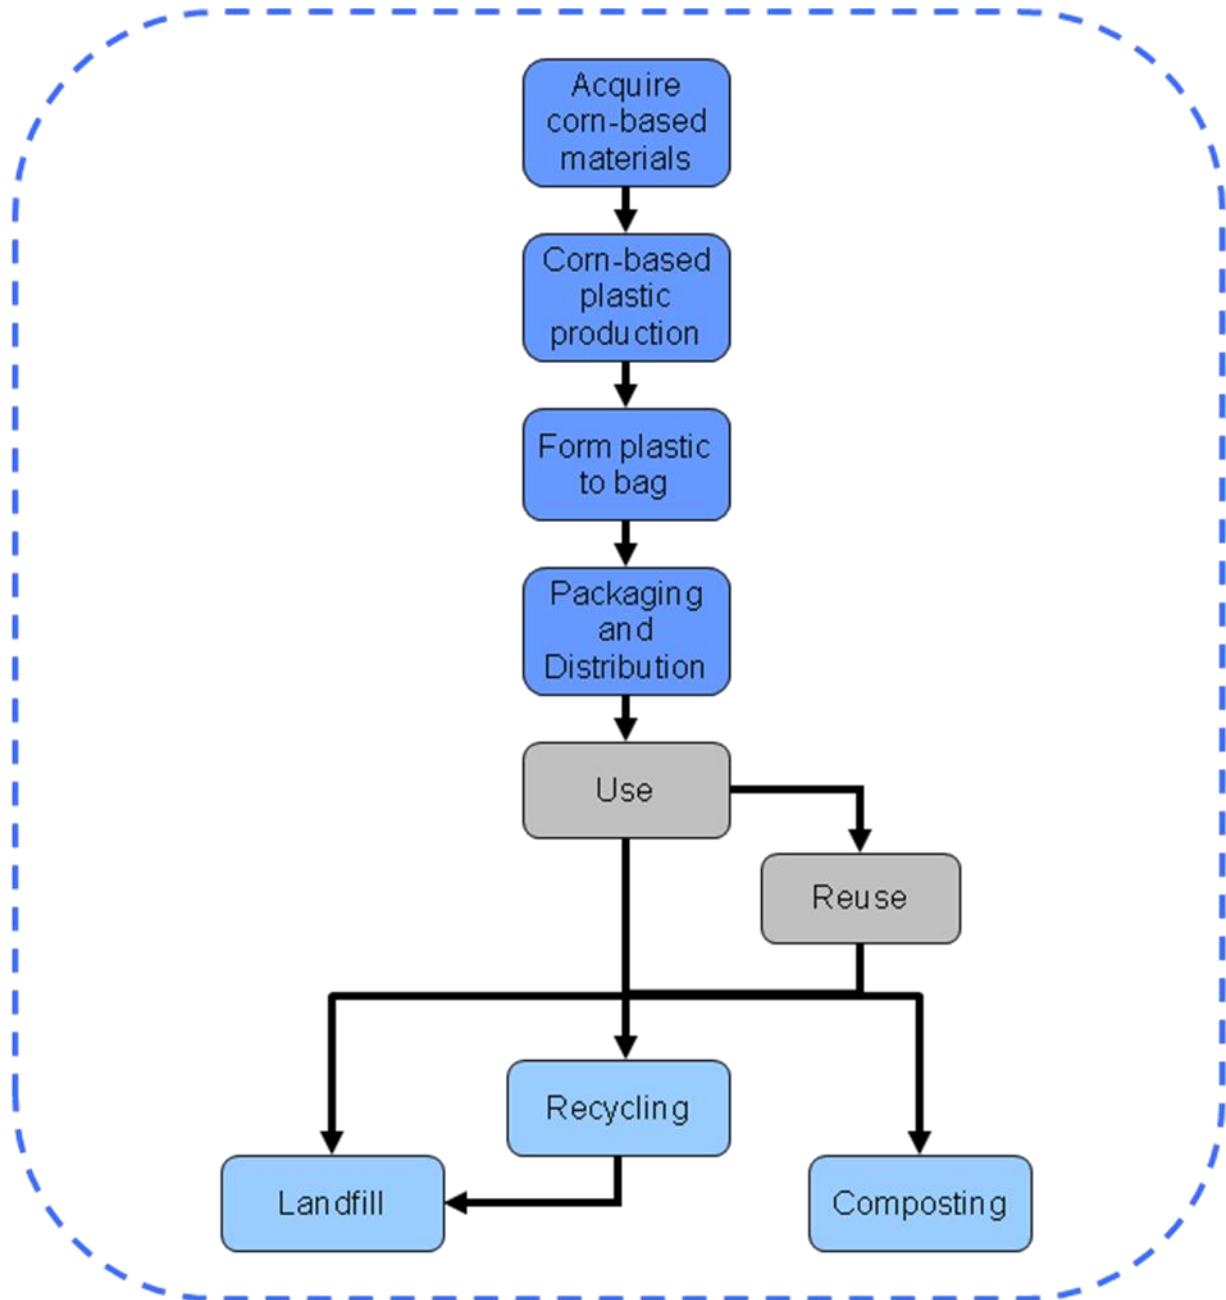 Acquire
corn-based
materials
Corn-based
plastic
production
Form plastic
to bag
Packaging
and
Distribution
Use
Reuse
Recycling
Landfill
Composting